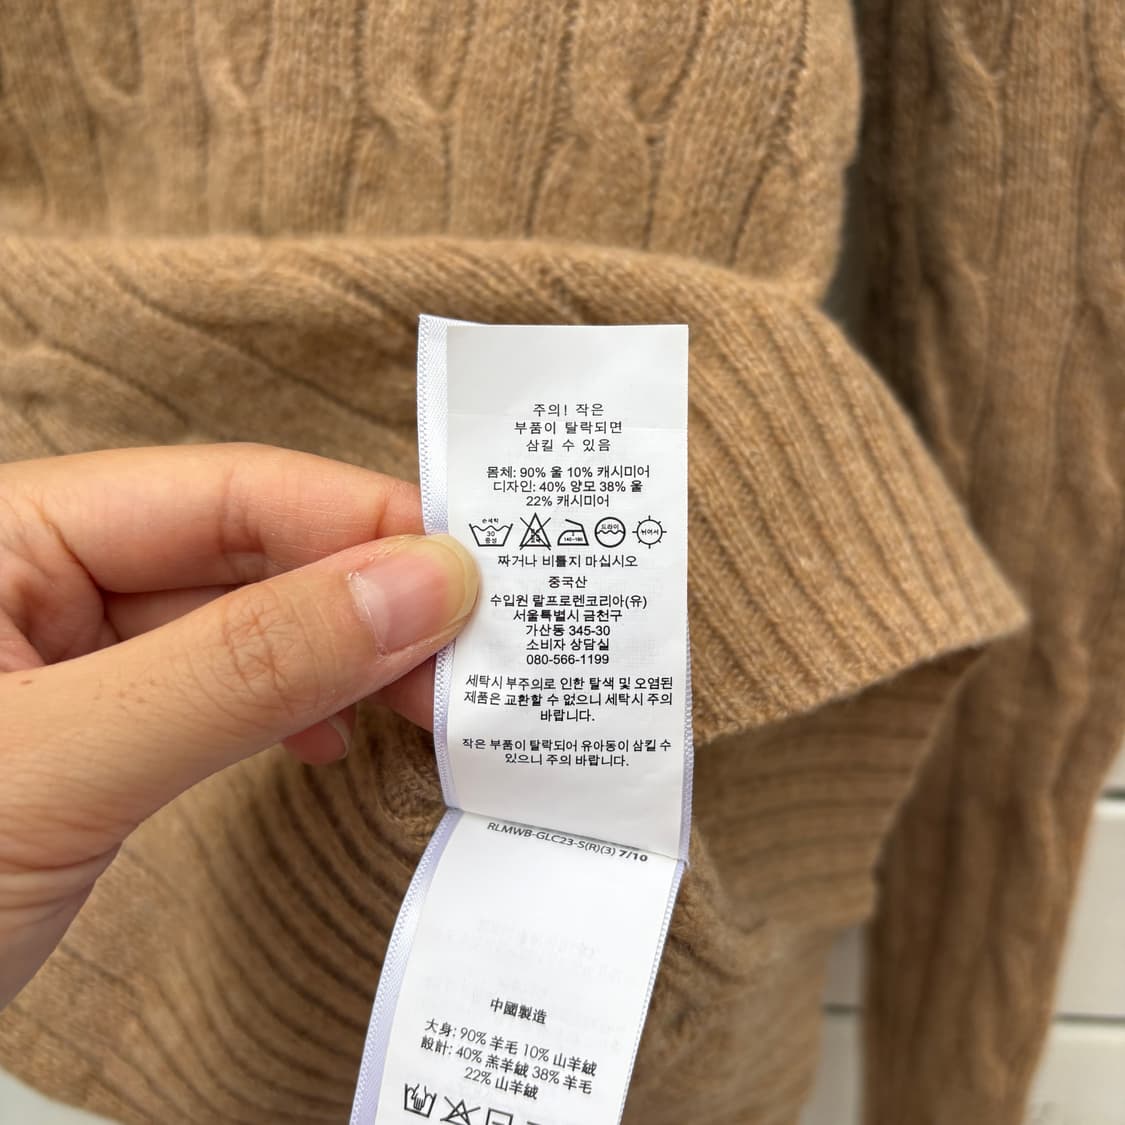 주의! 작은
부품이 탈락되면
삼킬 수 있음
몸체: 90% 울 10% 캐시미어
디자인: 40% 양모 38% 울
22% 캐시미어
손세탁 30 중성 140-160 드라이 뉘어서
짜거나 비틀지 마십시오
중국산
수입원 랄프로렌코리아(유)
서울특별시 금천구
가산동 345-30
소비자 상담실
080-566-1199
세탁시 부주의로 인한 탈색 및 오염된
제품은 교환할 수 없으니 세탁시 주의
바랍니다.
작은 부품이 탈락되어 유아동이 삼킬 수
있으니 주의 바랍니다.
RLMWB-GLC23-S(R)(3) 7/10
中國製造
大身: 90% 羊毛 10% 山羊絨
設計: 40% 羔羊絨 38% 羊毛
22% 山羊絨